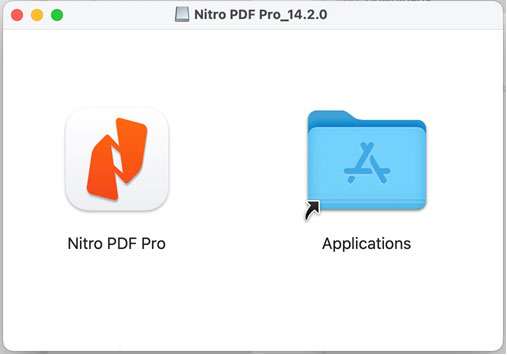 Nitro PDF Pro_14.2.0
Nitro PDF Pro
Applications